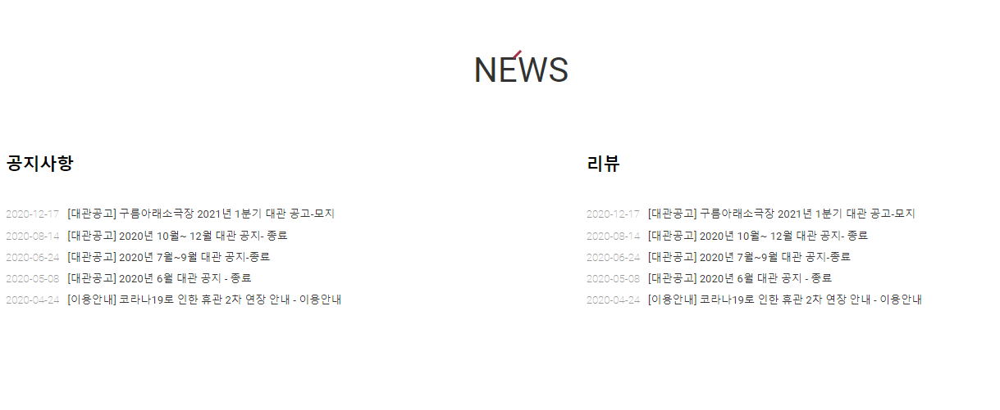 NEWS
공지사항
2020-12-17 [대관공고] 구름아래소극장 2021년 1분기 대관 공고-모지
2020-08-14 [대관공고] 2020년 10월~ 12월 대관 공지- 종료
2020-06-24 [대관공고] 2020년 7월~9월 대관 공지-종료
2020-05-08 [대관공고] 2020년 6월 대관 공지 - 종료
2020-04-24 [이용안내] 코라나19로 인한 휴관 2차 연장 안내 - 이용안내
리뷰
2020-12-17 [대관공고] 구름아래소극장 2021년 1분기 대관 공고-모지
2020-08-14 [대관공고] 2020년 10월~ 12월 대관 공지- 종료
2020-06-24 [대관공고] 2020년 7월~9월 대관 공지-종료
2020-05-08 [대관공고] 2020년 6월 대관 공지 - 종료
2020-04-24 [이용안내] 코라나19로 인한 휴관 2차 연장 안내 - 이용안내